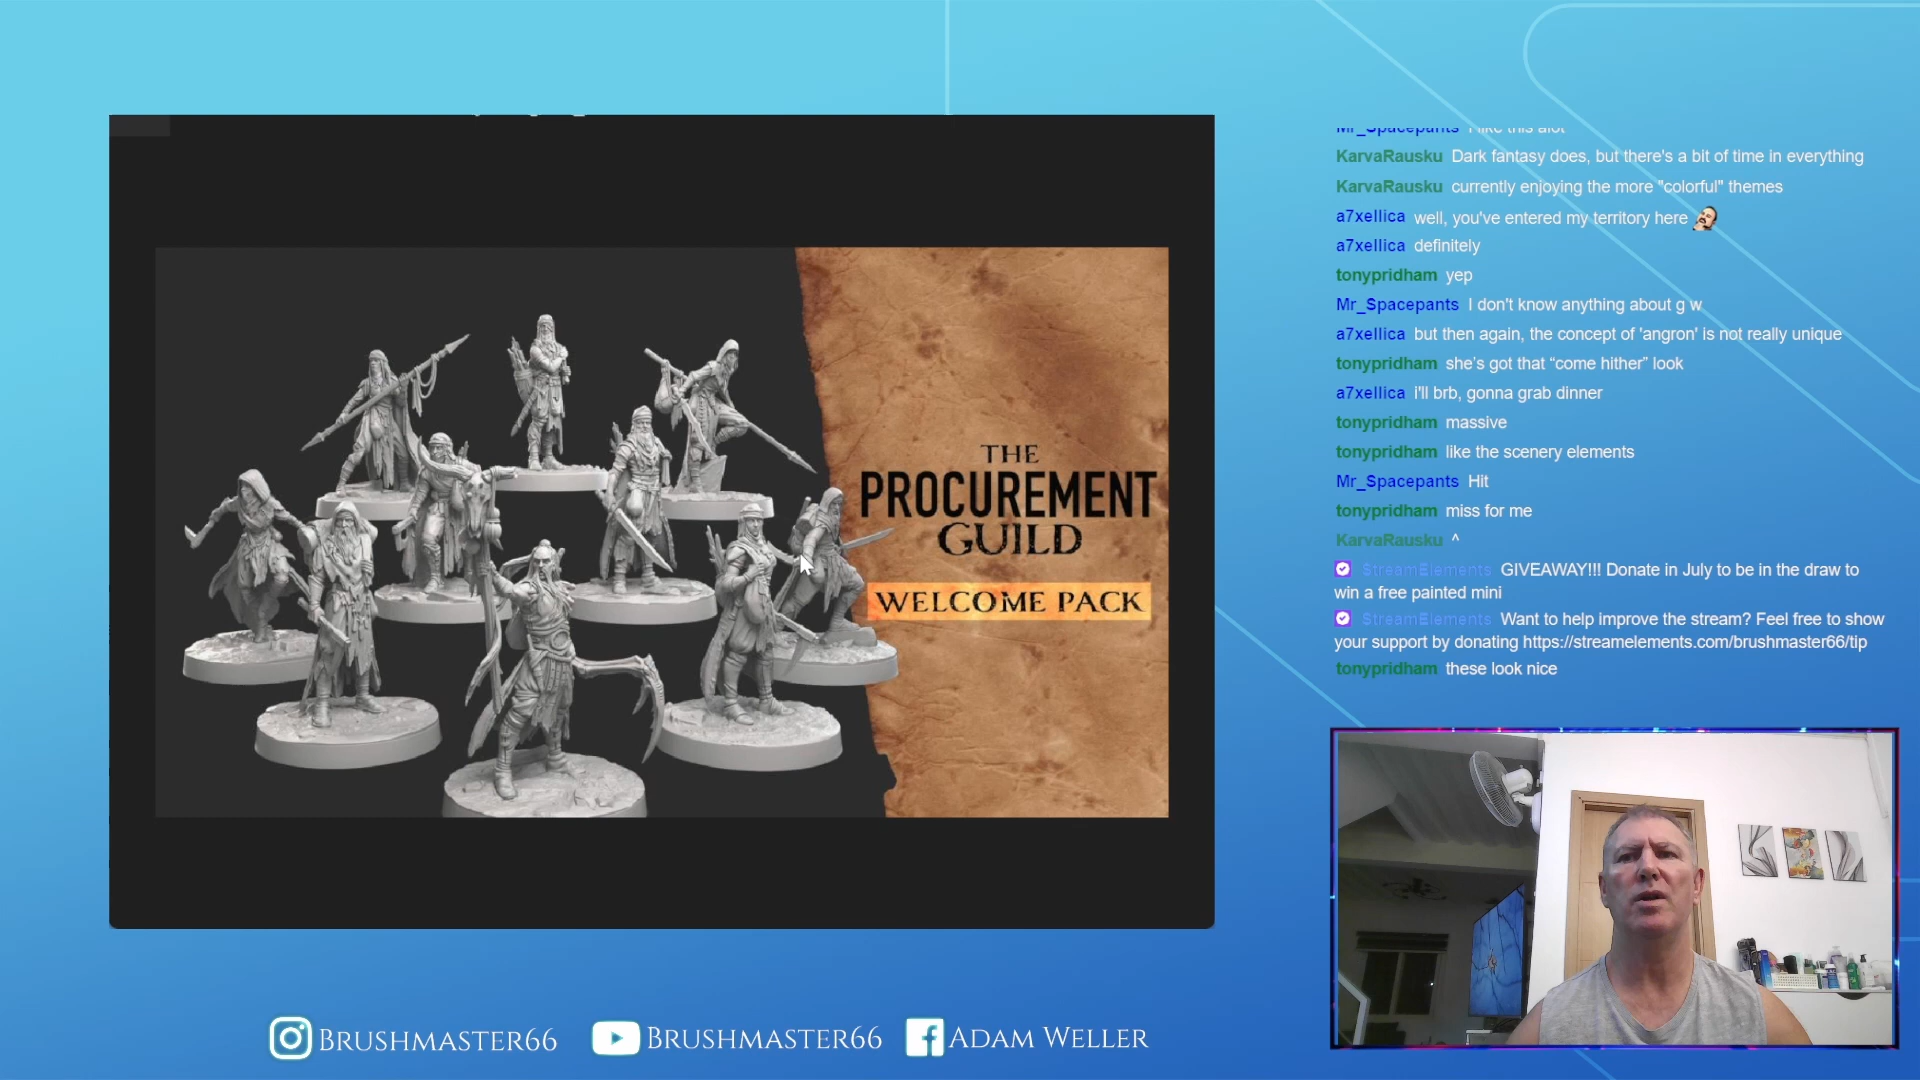 THE
PROCUREMENT
GUILD
WELCOME PACK
KarvaRausku Dark fantasy does, but there's a bit of time in everything
KarvaRausku currently enjoying the more "colorful" themes
a7xellica well, you've entered my territory here
a7xellica definitely
tonypridham yep
Mr_Spacepants I don't know anything about g w
a7xellica but then again, the concept of 'angron' is not really unique
tonypridham she's got that “come hither” look
a7xellica i'll brb, gonna grab dinner
tonypridham massive
tonypridham like the scenery elements
Mr_Spacepants Hit
tonypridham miss for me
KarvaRausku ^
StreamElements GIVEAWAY!!! Donate in July to be in the draw to
win a free painted mini
StreamElements Want to help improve the stream? Feel free to show
your support by donating https://streamelements.com/brushmaster66/tip
tonypridham these look nice
BRUSHMASTER66
BRUSHMASTER66
ADAM WELLER